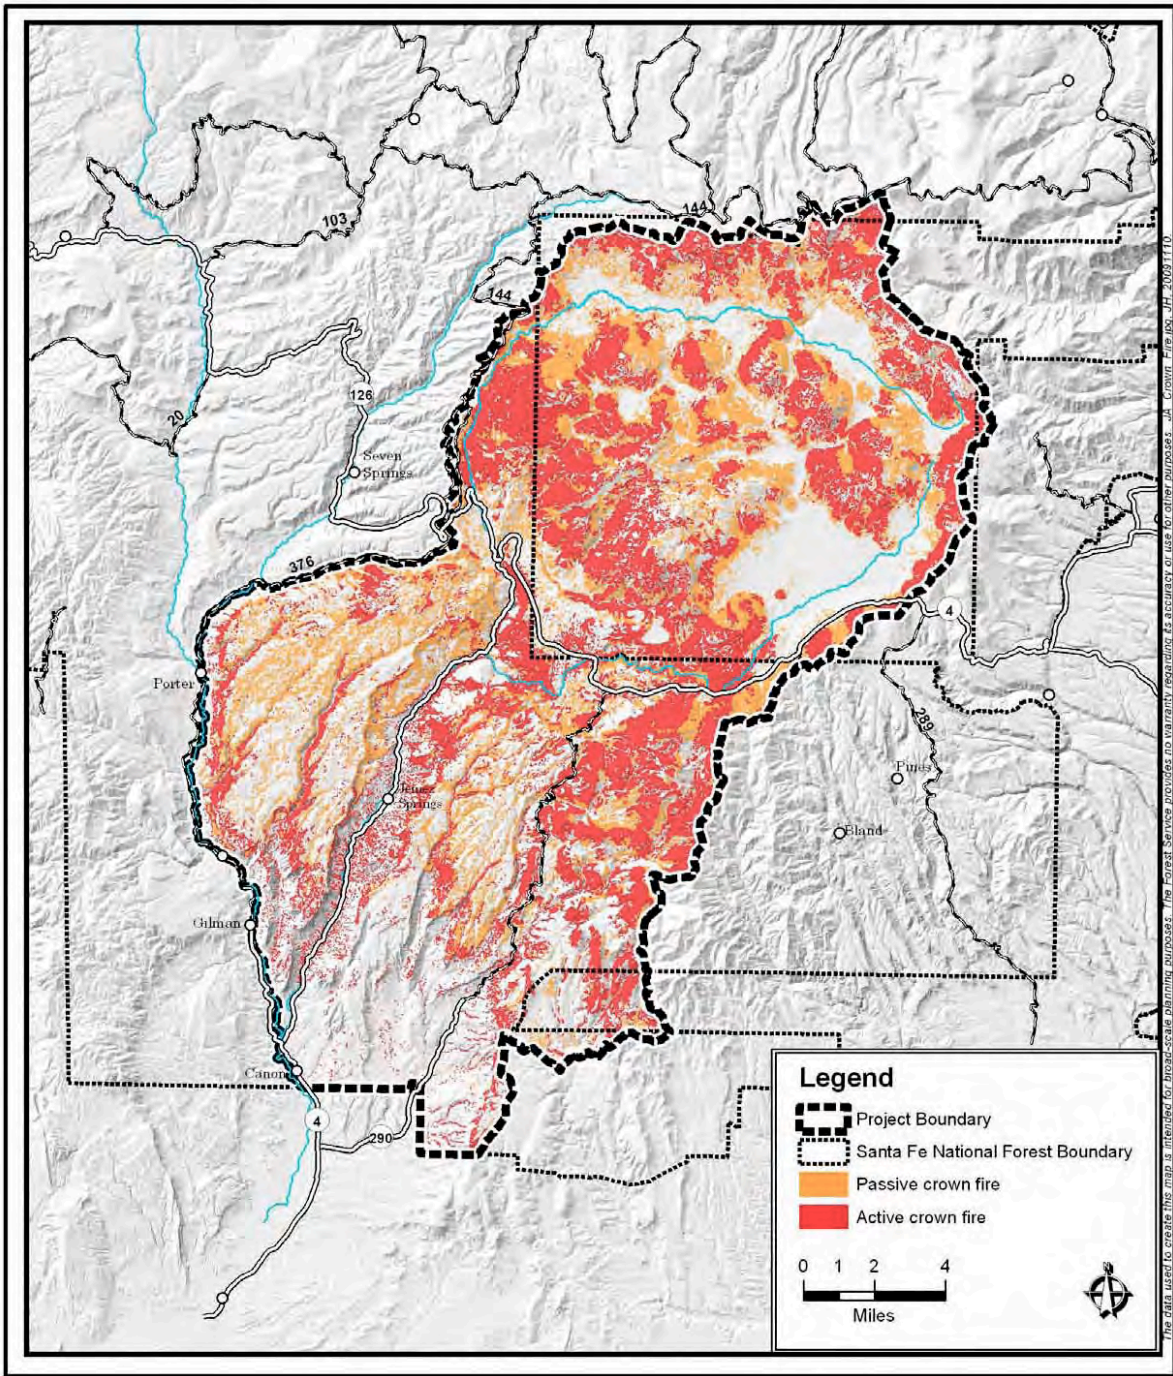 144
103
144
126
20
Seven
Springs
376
4
Porter
289
Pines
Jemez
Springs
Bland
Gilman
Canon
4
290
Legend
Project Boundary
Santa Fe National Forest Boundary
Passive crown fire
Active crown fire
0 1 2 4
Miles
The data used to create this map is intended for broad-scale planning purposes. The Forest Service provides no warranty regarding its accuracy or use for other purposes. JA_Crown_Fire.jpg, JH, 20091110.